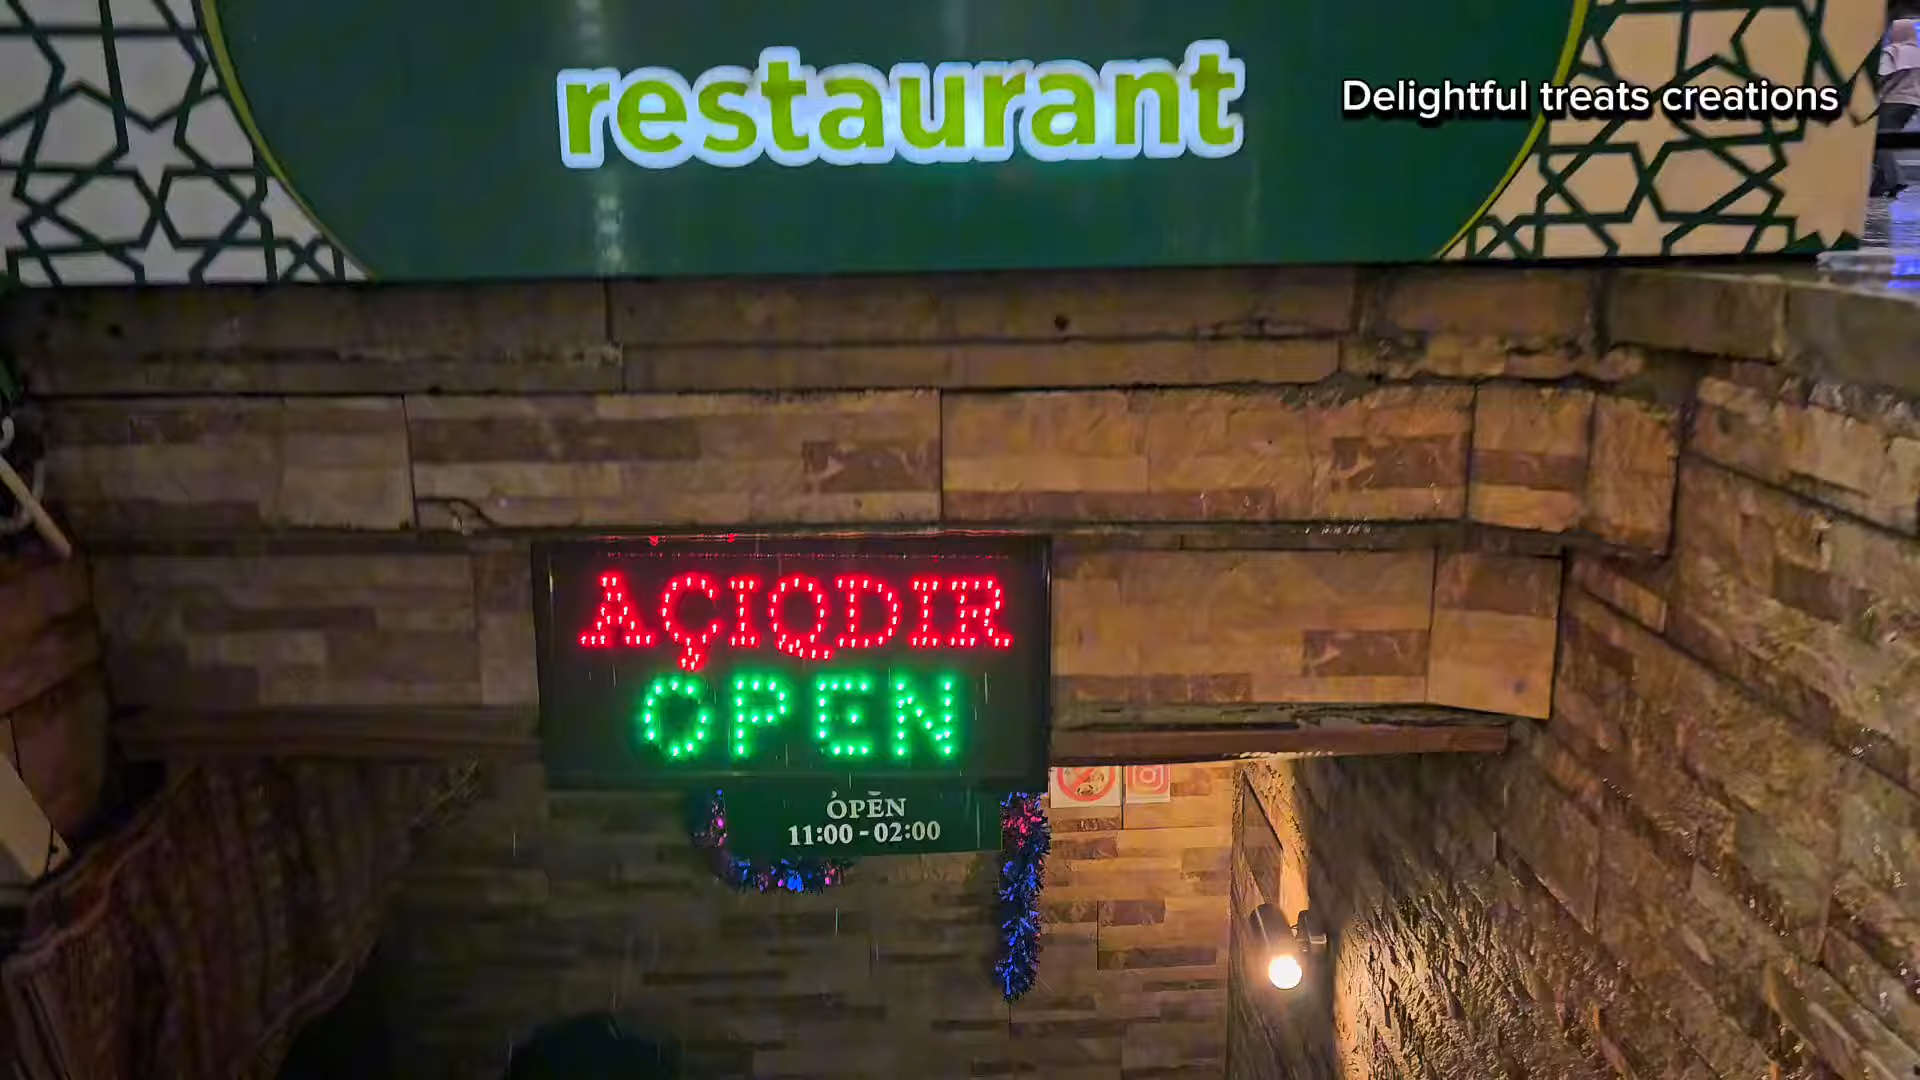 restaurant
Delightful treats creations
AÇIQDIR
OPEN
OPEN
11:00 - 02:00